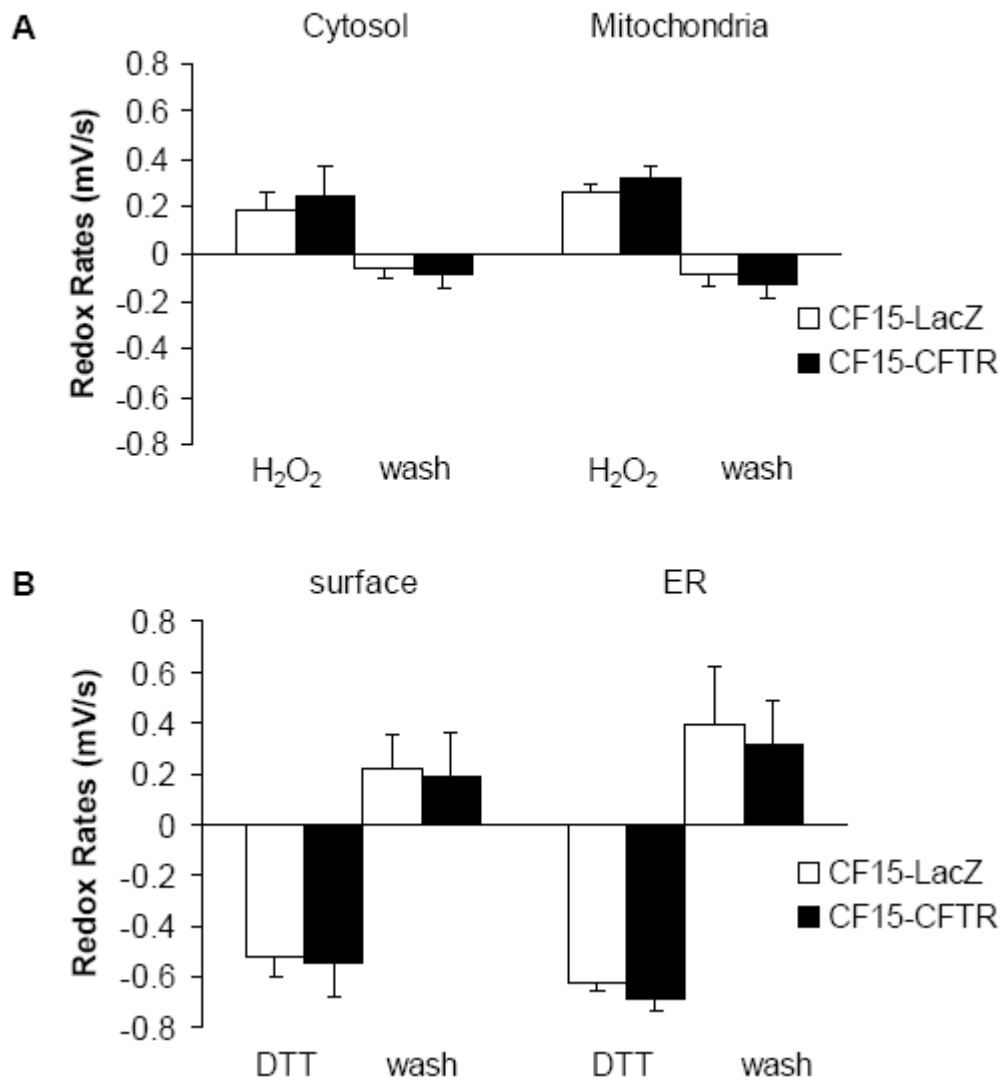 A
Cytosol Mitochondria
Redox Rates (mV/s)
0.8
0.6
0.4
0.2
0
-0.2
-0.4
-0.6
-0.8
CF15-LacZ
CF15-CFTR
H₂O₂ wash H₂O₂ wash
B
surface ER
Redox Rates (mV/s)
0.8
0.6
0.4
0.2
0
-0.2
-0.4
-0.6
-0.8
CF15-LacZ
CF15-CFTR
DTT wash DTT wash